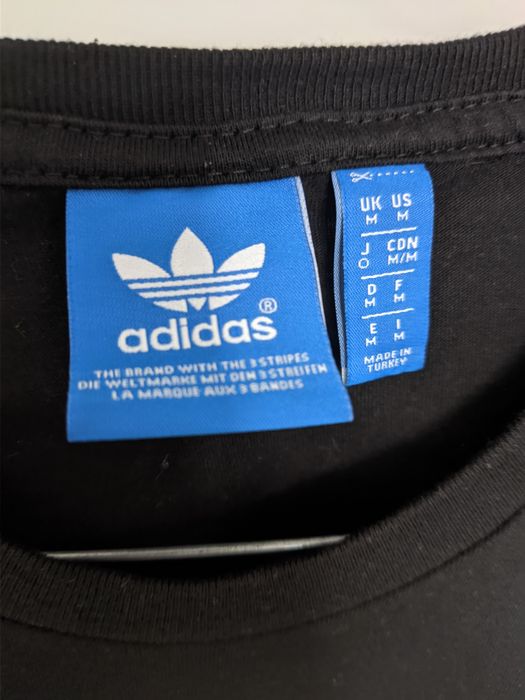 adidas®
THE BRAND WITH THE 3 STRIPES
DIE WELTMARKE MIT DEN 3 STREIFEN
LA MARQUE AUX 3 BANDES
UK US
M M
J CDN
O M/M
D F
M M
E I
M M
MADE IN
TURKEY